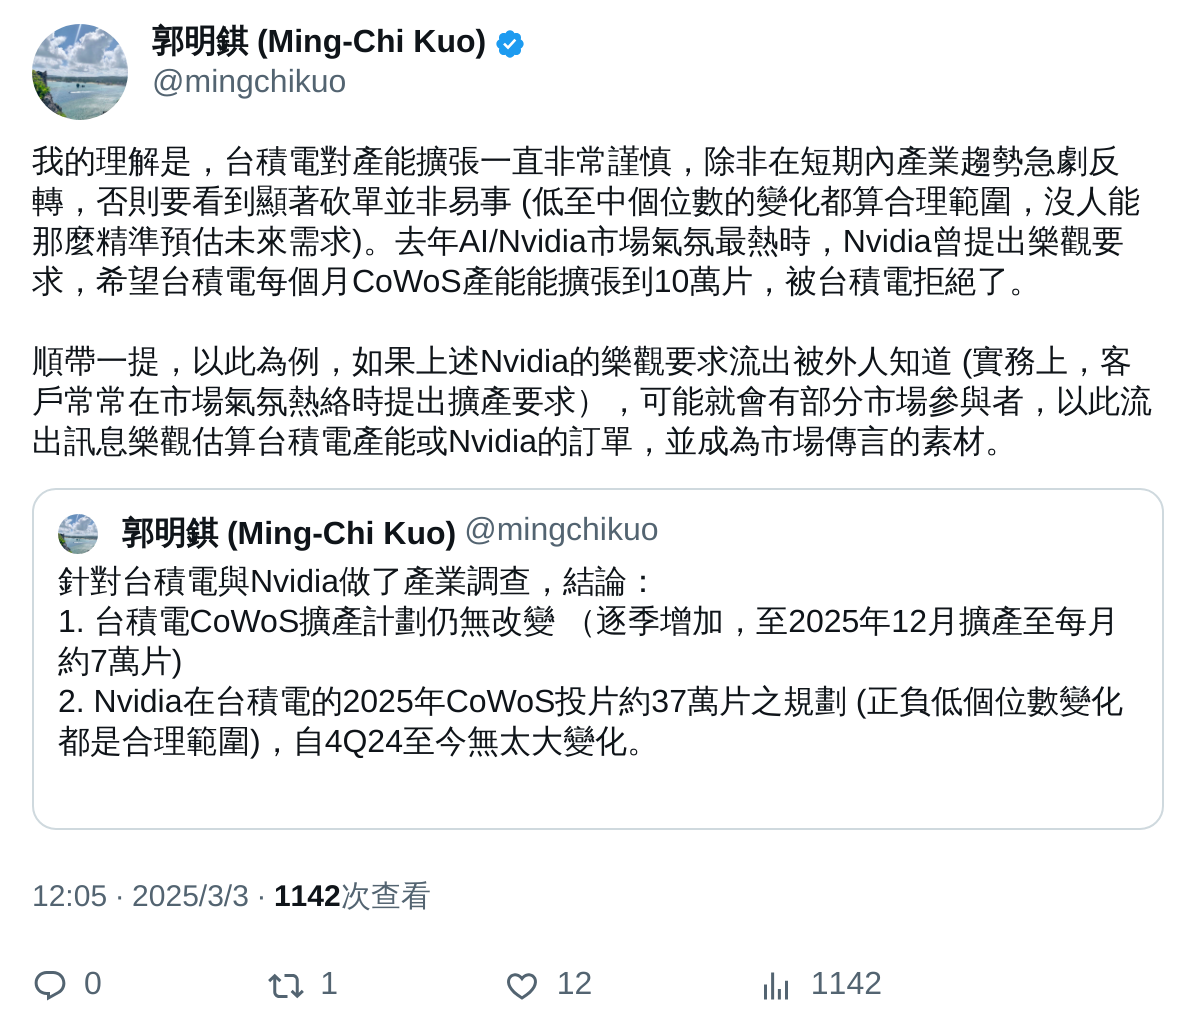 郭明錤 (Ming-Chi Kuo)
@mingchikuo
我的理解是，台積電對產能擴張一直非常謹慎，除非在短期內產業趨勢急劇反
轉，否則要看到顯著砍單並非易事 (低至中個位數的變化都算合理範圍，沒人能
那麼精準預估未來需求)。去年AI/Nvidia市場氣氛最熱時，Nvidia曾提出樂觀要
求，希望台積電每個月CoWoS產能能擴張到10萬片，被台積電拒絕了。
順帶一提，以此為例，如果上述Nvidia的樂觀要求流出被外人知道 (實務上，客
戶常常在市場氣氛熱絡時提出擴產要求），可能就會有部分市場參與者，以此流
出訊息樂觀估算台積電產能或Nvidia的訂單，並成為市場傳言的素材。
郭明錤 (Ming-Chi Kuo) @mingchikuo
針對台積電與Nvidia做了產業調查，結論：
1. 台積電CoWoS擴產計劃仍無改變 （逐季增加，至2025年12月擴產至每月
約7萬片)
2. Nvidia在台積電的2025年CoWoS投片約37萬片之規劃 (正負低個位數變化
都是合理範圍)，自4Q24至今無太大變化。
12:05 · 2025/3/3 · 1142次查看
0 1 12 1142